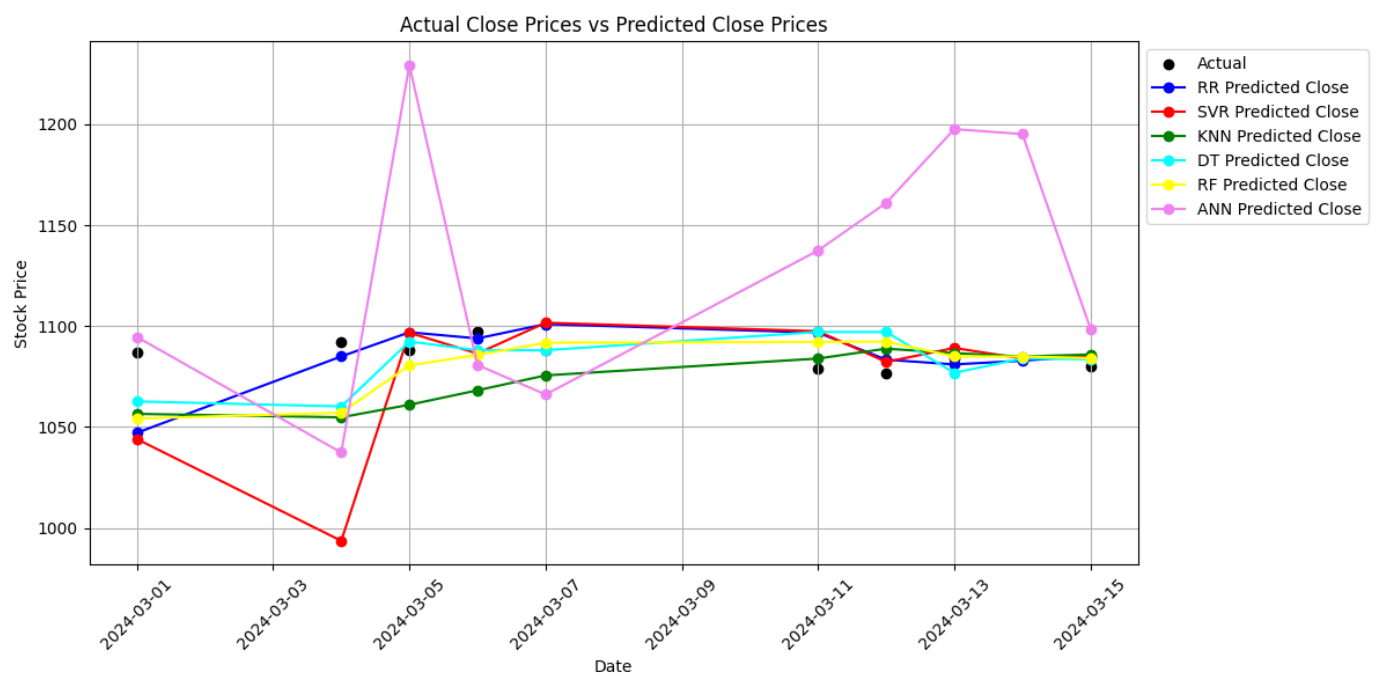 Actual Close Prices vs Predicted Close Prices
Actual
RR Predicted Close
SVR Predicted Close
KNN Predicted Close
DT Predicted Close
RF Predicted Close
ANN Predicted Close
Stock Price
1200
1150
1100
1050
1000
2024-03-01
2024-03-03
2024-03-05
2024-03-07
2024-03-09
2024-03-11
2024-03-13
2024-03-15
Date